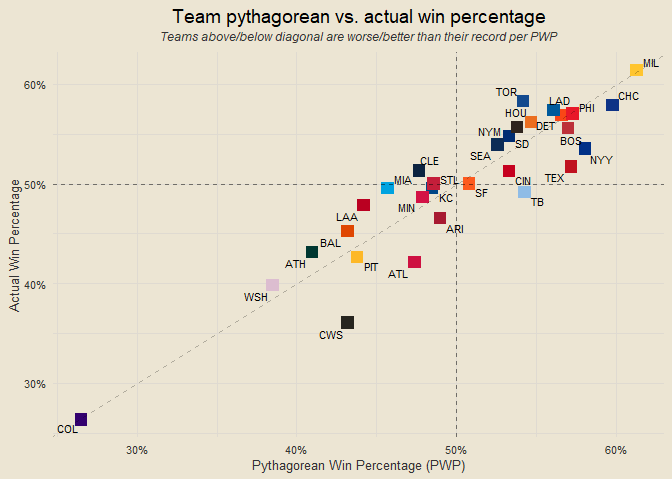 Team pythagorean vs. actual win percentage
Teams above/below diagonal are worse/better than their record per PWP
60%
50%
40%
30%
Actual Win Percentage
MIL
CHC
TOR
LAD
PHI
HOU
DET
NYM
SD
BOS
SEA
NYY
CLE
TEX
MIA
STL
CIN
SF
TB
MIN
KC
LAA
ARI
BAL
ATH
PIT
ATL
WSH
CWS
COL
30%
40%
50%
60%
Pythagorean Win Percentage (PWP)